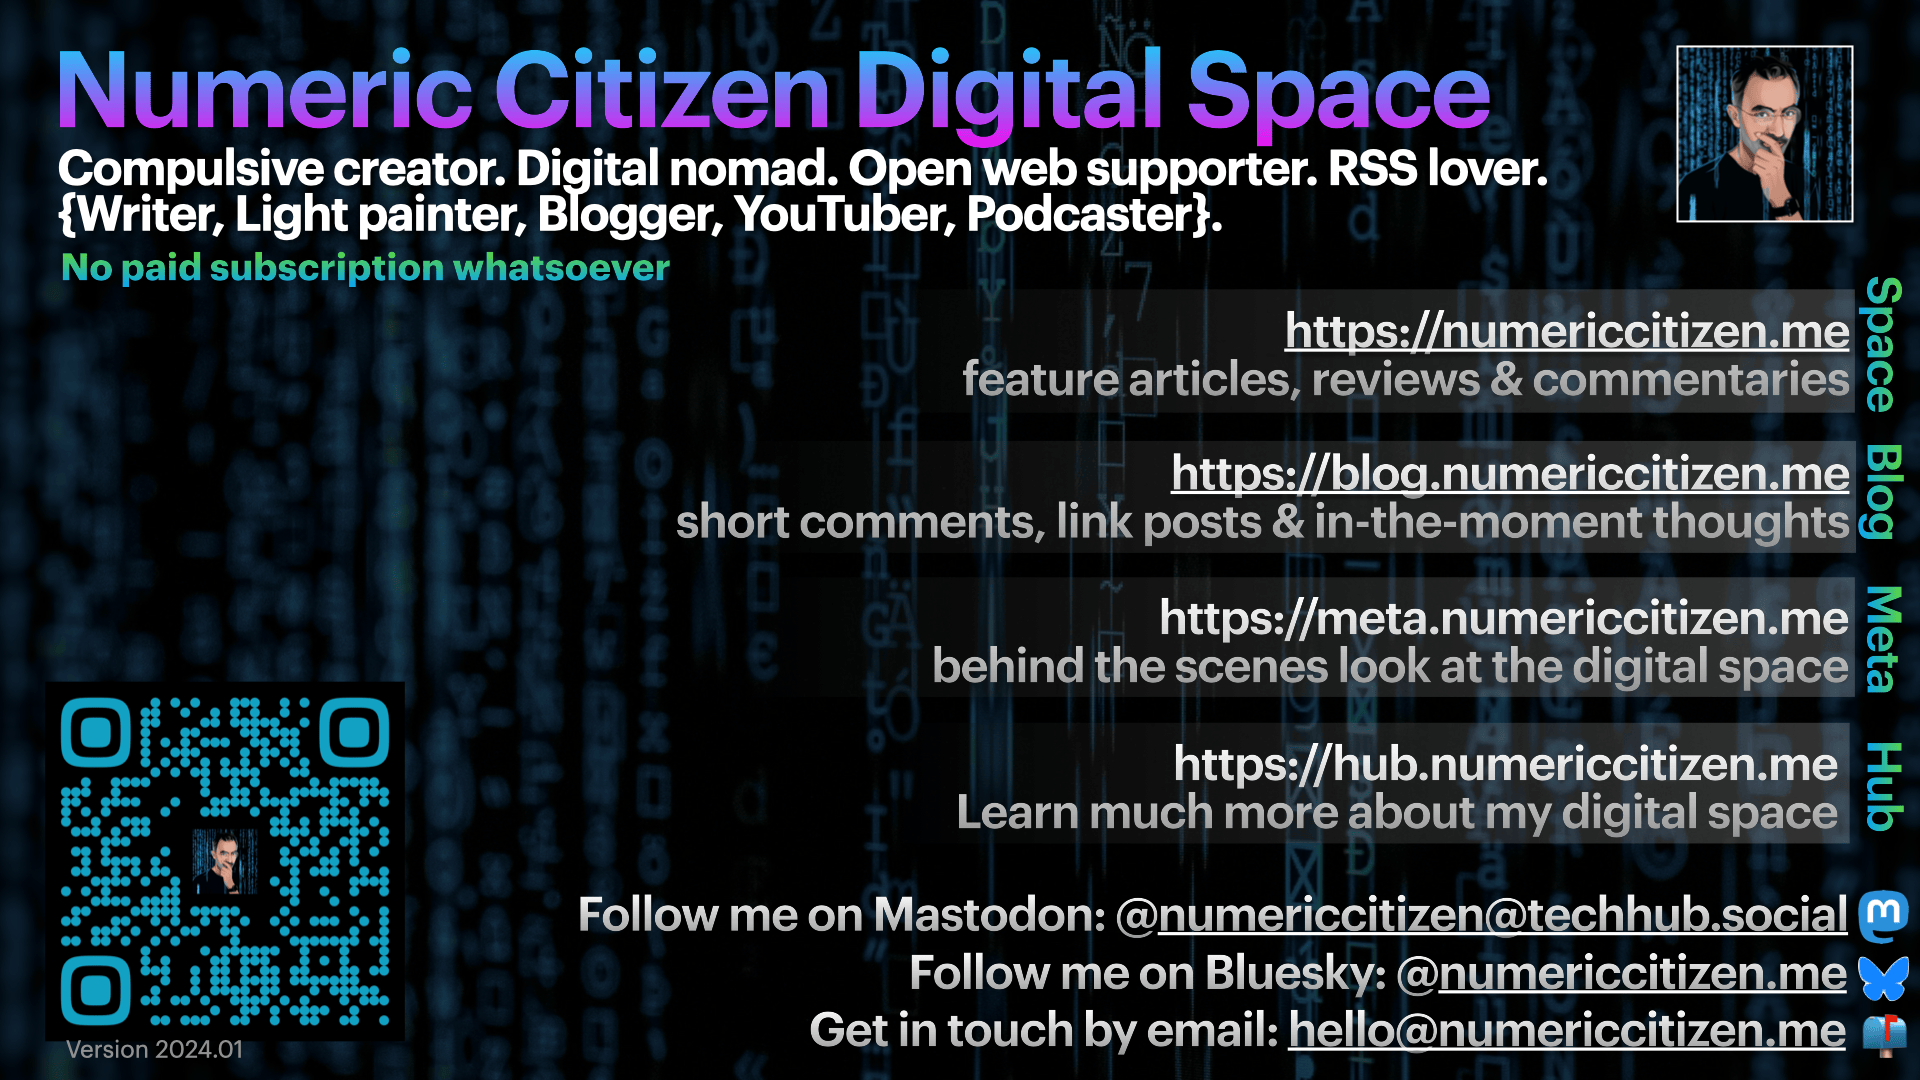 Numeric Citizen Digital Space
Compulsive creator. Digital nomad. Open web supporter. RSS lover.
{Writer, Light painter, Blogger, YouTuber, Podcaster}.
No paid subscription whatsoever
https://numericcitizen.me
feature articles, reviews & commentaries
Space
https://blog.numericcitizen.me
short comments, link posts & in-the-moment thoughts
Blog
https://meta.numericcitizen.me
behind the scenes look at the digital space
Meta
https://hub.numericcitizen.me
Learn much more about my digital space
Hub
Follow me on Mastodon: @numericcitizen@techhub.social
Follow me on Bluesky: @numericcitizen.me
Get in touch by email: hello@numericcitizen.me
Version 2024.01